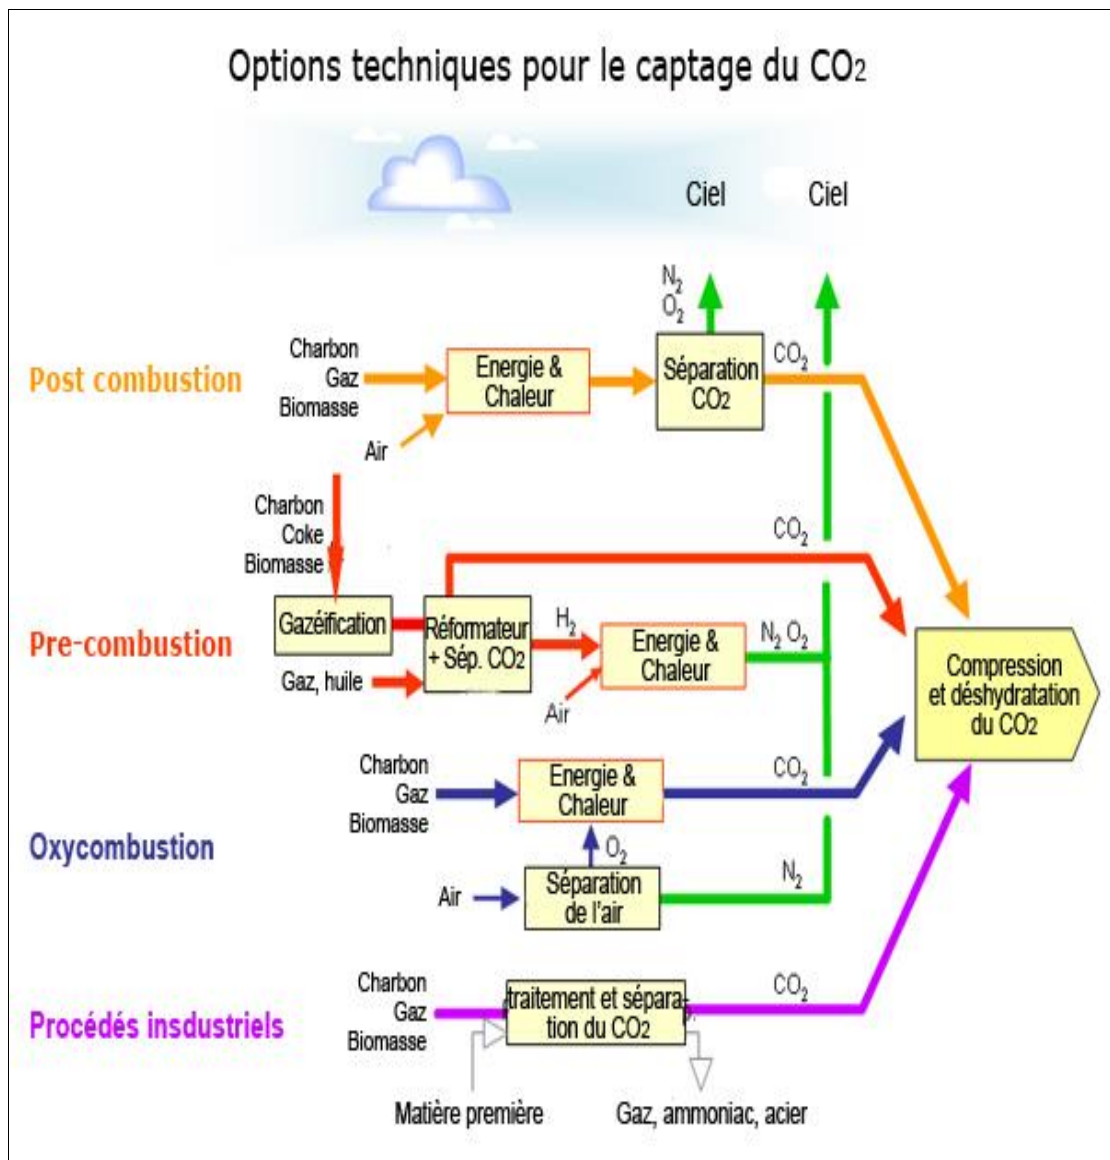 Options techniques pour le captage du CO2
Ciel
Ciel
N2
O2
Post combustion
Charbon
Gaz
Biomasse
Air
Energie &
Chaleur
Séparation
CO2
CO2
Charbon
Coke
Biomasse
Pre-combustion
Gazéification
Gaz, huile
Réformateur
+ Sép. CO2
H2
Air
Energie &
Chaleur
N2 O2
CO2
Compression
et déshydratation
du CO2
Oxycombustion
Charbon
Gaz
Biomasse
Energie &
Chaleur
CO2
O2
Air
Séparation
de l'air
N2
Procédés insdustriels
Charbon
Gaz
Biomasse
traitement et sépara-
tion du CO2
CO2
Matière première
Gaz, ammoniac, acier